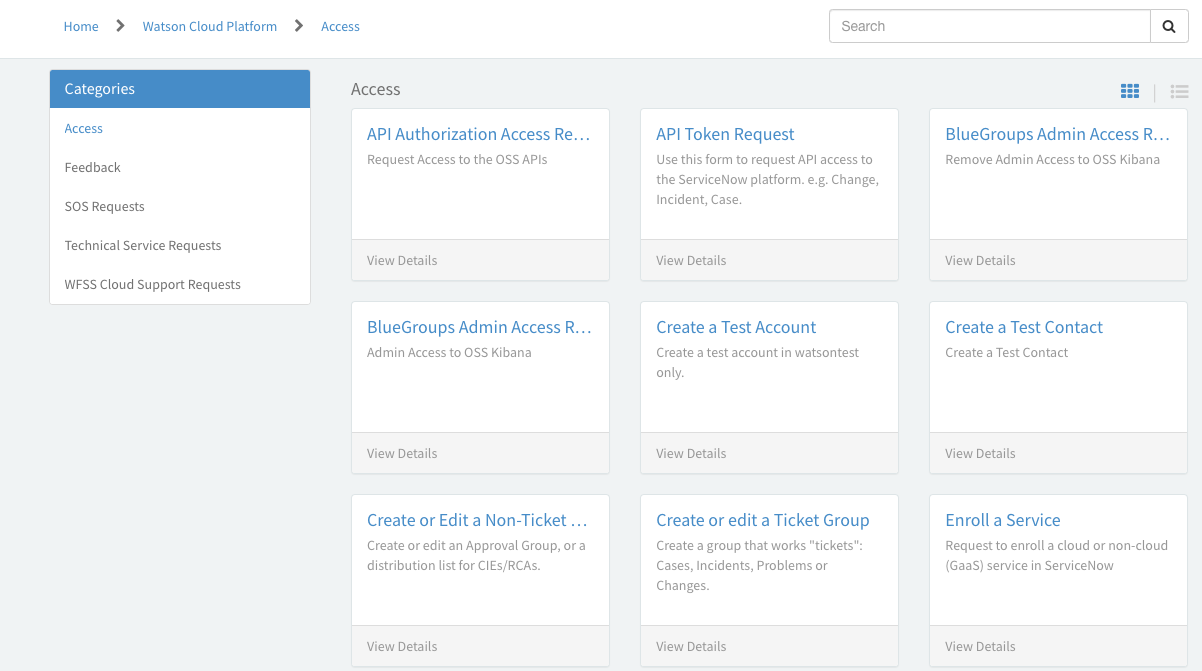 Home
Watson Cloud Platform
Access
Search
Categories
Access
Feedback
SOS Requests
Technical Service Requests
WFSS Cloud Support Requests
Access
API Authorization Access Re…
Request Access to the OSS APIs
View Details
API Token Request
Use this form to request API access to
the ServiceNow platform. e.g. Change,
Incident, Case.
View Details
BlueGroups Admin Access R…
Remove Admin Access to OSS Kibana
View Details
BlueGroups Admin Access R…
Admin Access to OSS Kibana
View Details
Create a Test Account
Create a test account in watsontest
only.
View Details
Create a Test Contact
Create a Test Contact
View Details
Create or Edit a Non-Ticket …
Create or edit an Approval Group, or a
distribution list for CIEs/RCAs.
View Details
Create or edit a Ticket Group
Create a group that works "tickets":
Cases, Incidents, Problems or
Changes.
View Details
Enroll a Service
Request to enroll a cloud or non-cloud
(GaaS) service in ServiceNow
View Details